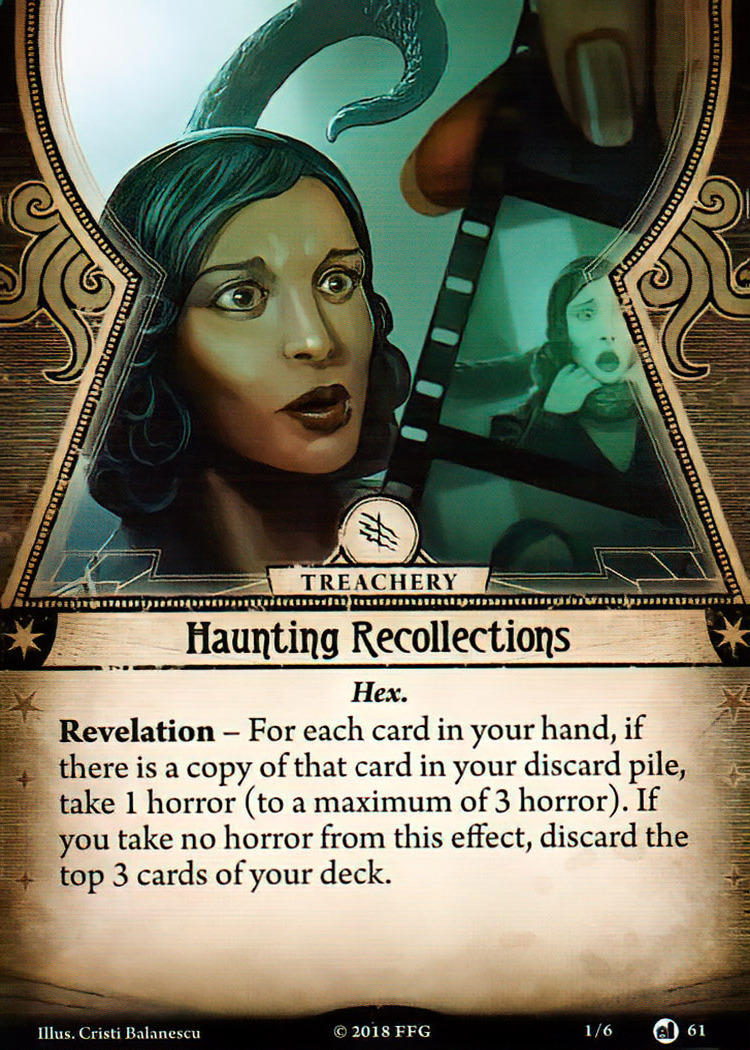 TREACHERY
Haunting Recollections
Hex.
Revelation – For each card in your hand, if
there is a copy of that card in your discard pile,
take 1 horror (to a maximum of 3 horror). If
you take no horror from this effect, discard the
top 3 cards of your deck.
Illus. Cristi Balanescu © 2018 FFG 1/6 61